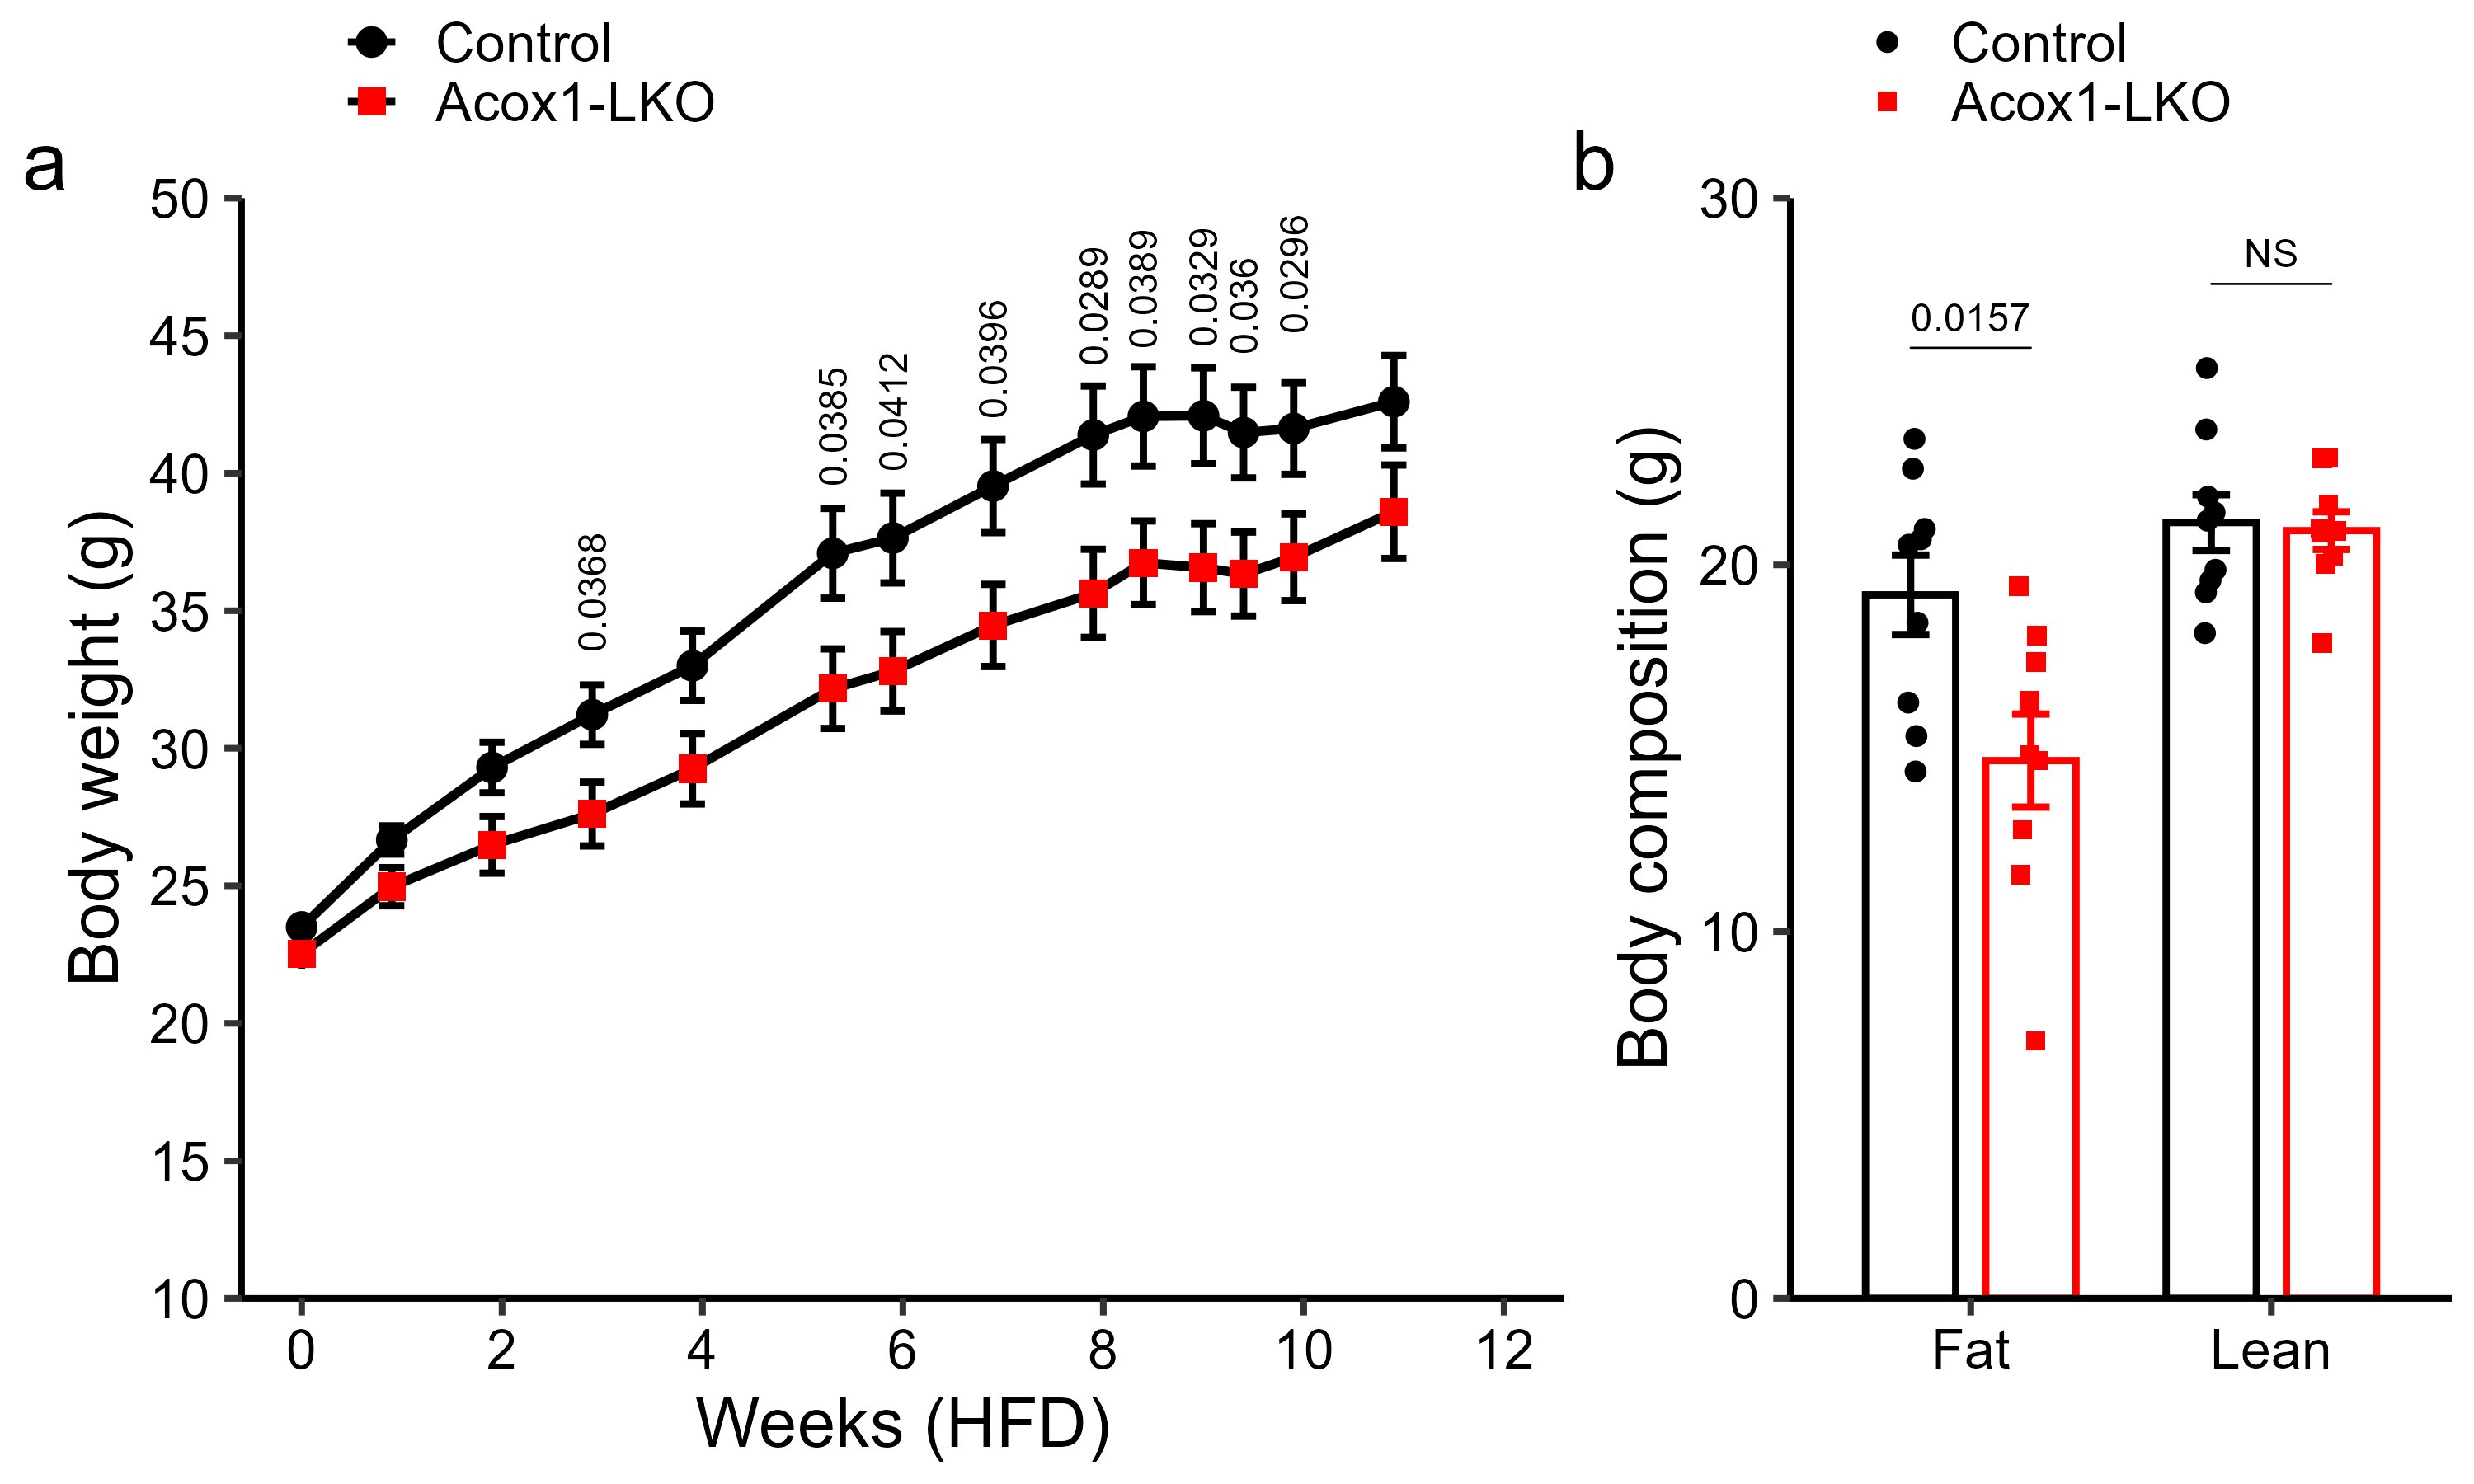 Control
Acox1-LKO
a
50
45
40
35
30
25
20
15
10
Body weight (g)
0.0368
0.0385
0.0412
0.0396
0.0289
0.0389
0.0329
0.036
0.0296
0 2 4 6 8 10 12
Weeks (HFD)
Control
Acox1-LKO
b
30
20
10
0
Body composition (g)
0.0157
NS
Fat Lean